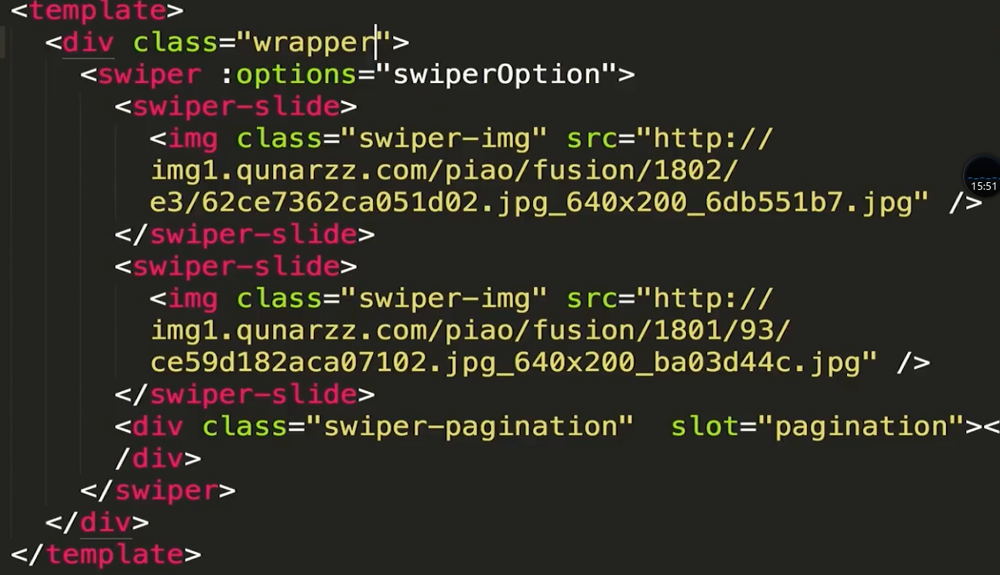 <template>
<div class="wrapper">
<swiper :options="swiperOption">
<swiper-slide>
<img class="swiper-img" src="http://
img1.qunarzz.com/piao/fusion/1802/
e3/62ce7362ca051d02.jpg_640x200_6db551b7.jpg" />
</swiper-slide>
<swiper-slide>
<img class="swiper-img" src="http://
img1.qunarzz.com/piao/fusion/1801/93/
ce59d182aca07102.jpg_640x200_ba03d44c.jpg" />
</swiper-slide>
<div class="swiper-pagination"  slot="pagination"><
/div>
</swiper>
</div>
</template>
15:51